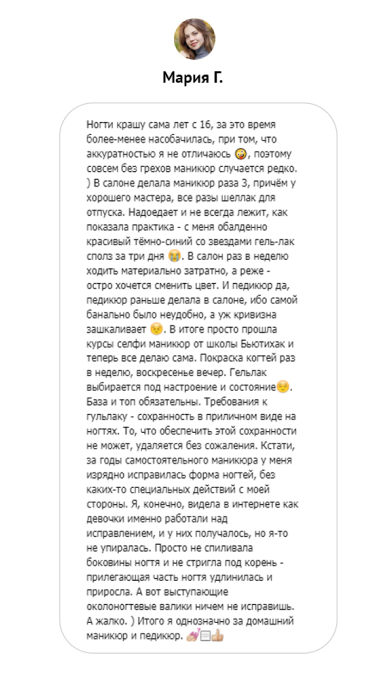 Мария Г.
Ногти крашу сама лет с 16, за это время
более-менее насобачилась, при том, что
аккуратностью я не отличаюсь 🤪, поэтому
совсем без грехов маникюр случается редко.
) В салоне делала маникюр раза 3, причём у
хорошего мастера, все разы шеллак для
отпуска. Надоедает и не всегда лежит, как
показала практика - с меня обалденно
красивый тёмно-синий со звездами гель-лак
сполз за три дня 😭. В салон раз в неделю
ходить материально затратно, а реже -
остро хочется сменить цвет. И педикюр да,
педикюр раньше делала в салоне, ибо самой
банально было неудобно, а уж кривизна
зашкаливает 😉. В итоге просто прошла
курсы селфи маникюр от школы Бьютихак и
теперь все делаю сама. Покраска когтей раз
в неделю, воскресенье вечер. Гельлак
выбирается под настроение и состояние😉.
База и топ обязательны. Требования к
гульлаку - сохранность в приличном виде на
ногтях. То, что обеспечить этой сохранности
не может, удаляется без сожаления. Кстати,
за годы самостоятельного маникюра у меня
изрядно исправилась форма ногтей, без
каких-то специальных действий с моей
стороны. Я, конечно, видела в интернете как
девочки именно работали над
исправлением, и у них получалось, но я-то
не упиралась. Просто не спиливала
боковины ногтя и не стригла под корень -
прилегающая часть ногтя удлинилась и
приросла. А вот выступающие
околоногтевые валики ничем не исправишь.
А жалко. ) Итого я однозначно за домашний
маникюр и педикюр. 💅🏻👍🏻